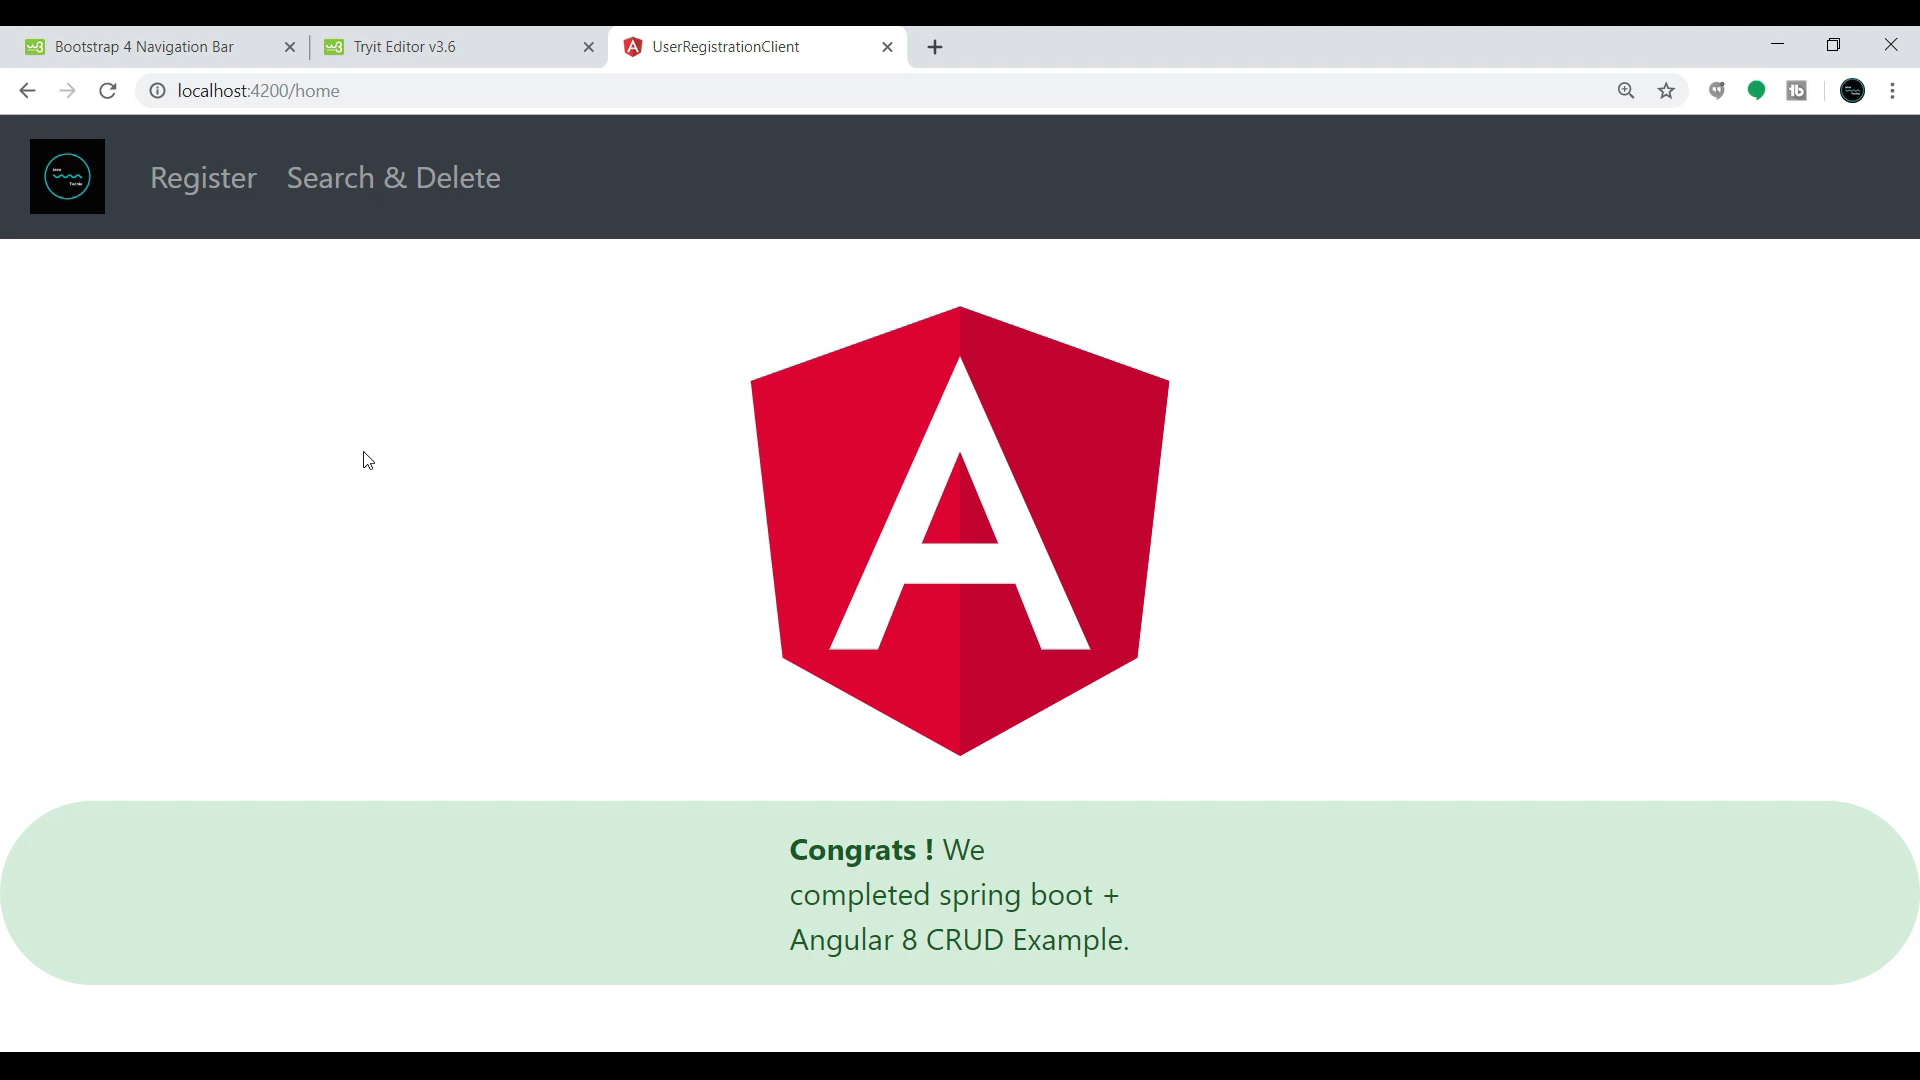 Bootstrap 4 Navigation Bar
Tryit Editor v3.6
UserRegistrationClient
localhost:4200/home
Register
Search & Delete
Congrats ! We
completed spring boot +
Angular 8 CRUD Example.